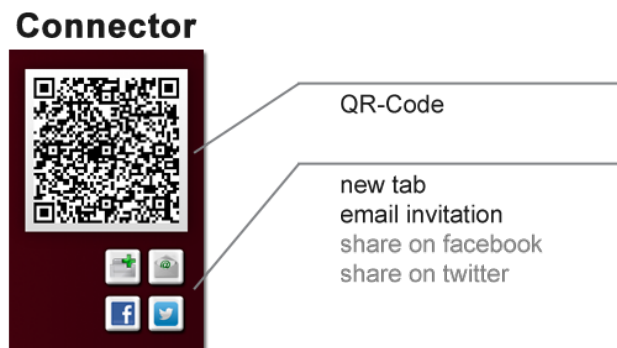 Connector
QR-Code
new tab
email invitation
share on facebook
share on twitter